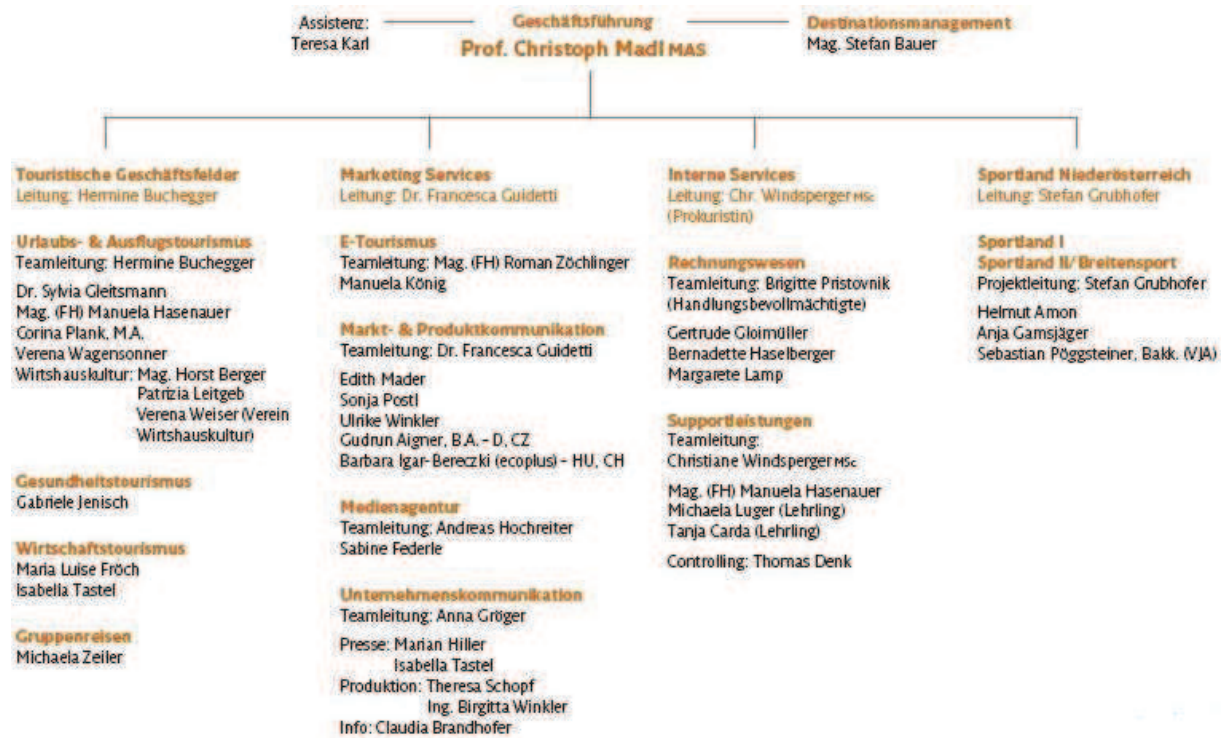 Assistenz:
Teresa Karl
Geschäftsführung
Prof. Christoph Madl MAS
Destinationsmanagement
Mag. Stefan Bauer
Touristische Geschäftsfelder
Leitung: Hermine Buchegger
Urlaubs- & Ausflugstourismus
Teamleitung: Hermine Buchegger
Dr. Sylvia Gleitsmann
Mag. (FH) Manuela Hasenauer
Corina Plank, M.A.
Verena Wagensonner
Wirtshauskultur: Mag. Horst Berger
Patrizia Leitgeb
Verena Weiser (Verein
Wirtshauskultur)
Gesundheitstourismus
Gabriele Jenisch
Wirtschaftstourismus
Maria Luise Fröch
Isabella Tastel
Gruppenreisen
Michaela Zeiler
Marketing Services
Leitung: Dr. Francesca Guidetti
E-Tourismus
Teamleitung: Mag. (FH) Roman Zöchlinger
Manuela König
Markt- & Produktkommunikation
Teamleitung: Dr. Francesca Guidetti
Edith Mader
Sonja Postl
Ulrike Winkler
Gudrun Aigner, B.A. - D, CZ
Barbara Igar-Bereczki (ecoplus) - HU, CH
Medienagentur
Teamleitung: Andreas Hochreiter
Sabine Federle
Unternehmenskommunikation
Teamleitung: Anna Gröger
Presse: Marian Hiller
Isabella Tastel
Produktion: Theresa Schopf
Ing. Birgitta Winkler
Info: Claudia Brandhofer
Interne Services
Leitung: Chr. Windsperger MSc
(Prokuristin)
Rechnungswesen
Teamleitung: Brigitte Pristovnik
(Handlungsbevollmächtigte)
Gertrude Gloimüller
Bernadette Haselberger
Margarete Lamp
Supportleistungen
Teamleitung:
Christiane Windsperger MSc
Mag. (FH) Manuela Hasenauer
Michaela Luger (Lehrling)
Tanja Carda (Lehrling)
Controlling: Thomas Denk
Sportland Niederösterreich
Leitung: Stefan Grubhofer
Sportland I
Sportland II/Breitensport
Projektleitung: Stefan Grubhofer
Helmut Amon
Anja Gamsjäger
Sebastian Pöggsteiner, Bakk. (VJA)